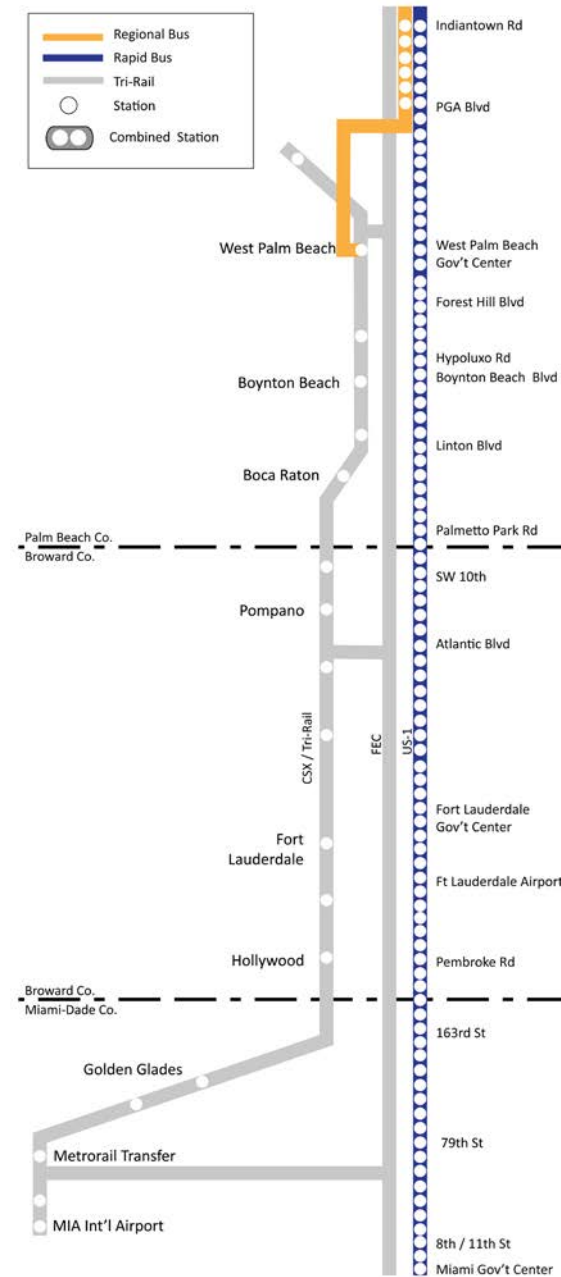 Regional Bus
Rapid Bus
Tri-Rail
Station
Combined Station
Indiantown Rd
PGA Blvd
West Palm Beach
West Palm Beach
Gov't Center
Forest Hill Blvd
Hypoluxo Rd
Boynton Beach
Boynton Beach Blvd
Linton Blvd
Boca Raton
Palmetto Park Rd
Palm Beach Co.
Broward Co.
SW 10th
Pompano
Atlantic Blvd
CSX / Tri-Rail
FEC
US-1
Fort Lauderdale
Gov't Center
Fort
Lauderdale
Ft Lauderdale Airport
Hollywood
Pembroke Rd
Broward Co.
Miami-Dade Co.
163rd St
Golden Glades
79th St
Metrorail Transfer
MIA Int'l Airport
8th / 11th St
Miami Gov't Center